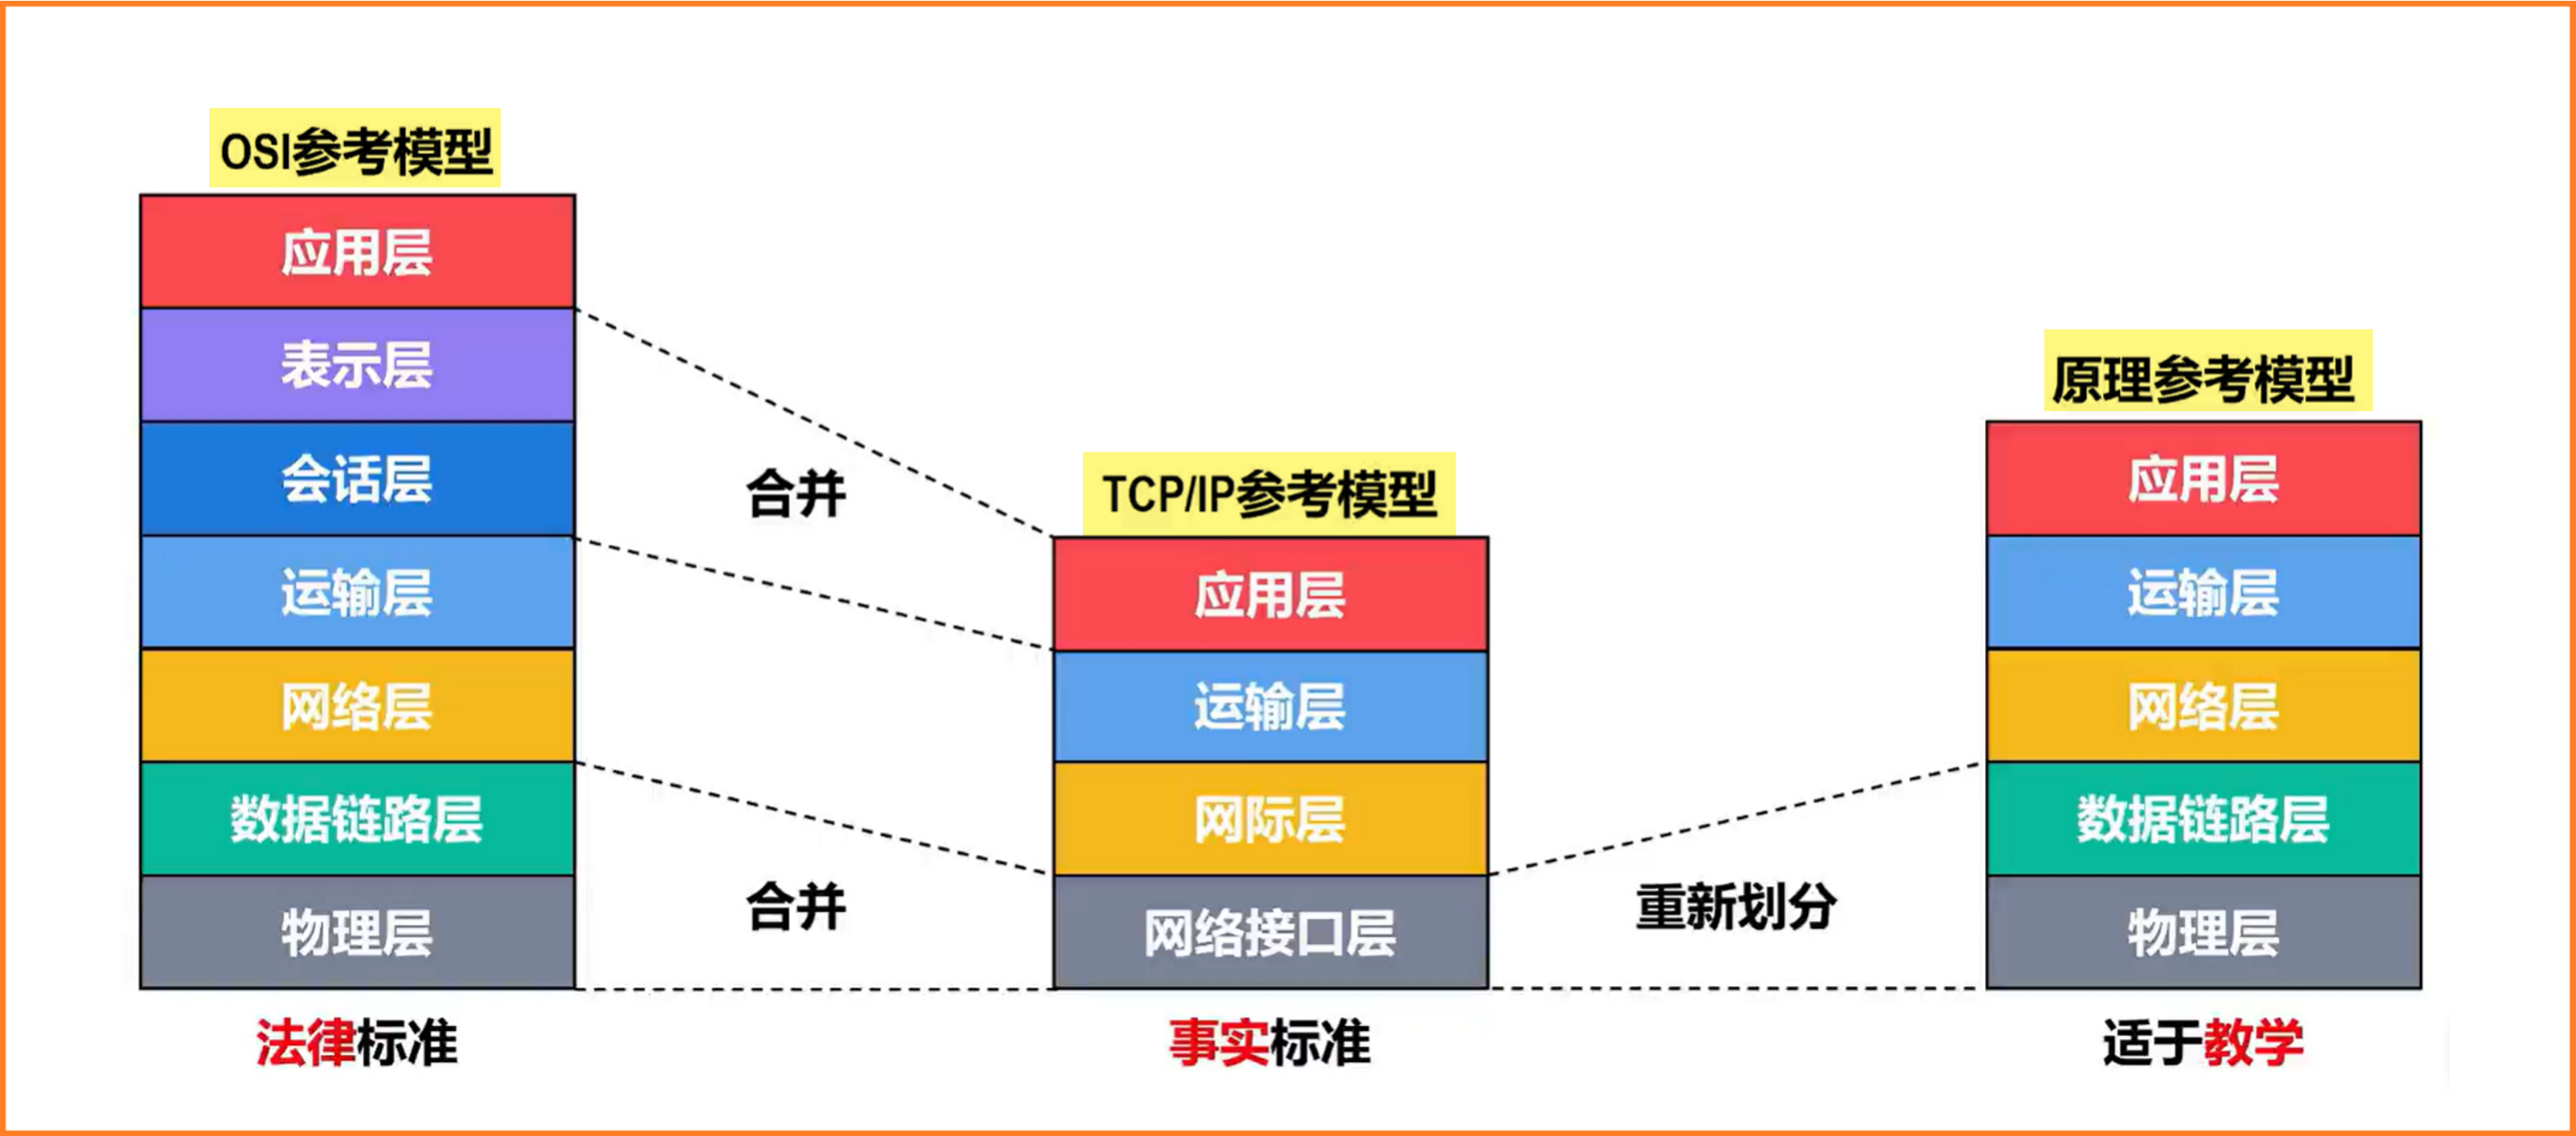 OSI参考模型
应用层
表示层
会话层
运输层
网络层
数据链路层
物理层
法律标准
合并
合并
TCP/IP参考模型
应用层
运输层
网际层
网络接口层
事实标准
重新划分
原理参考模型
应用层
运输层
网络层
数据链路层
物理层
适于教学